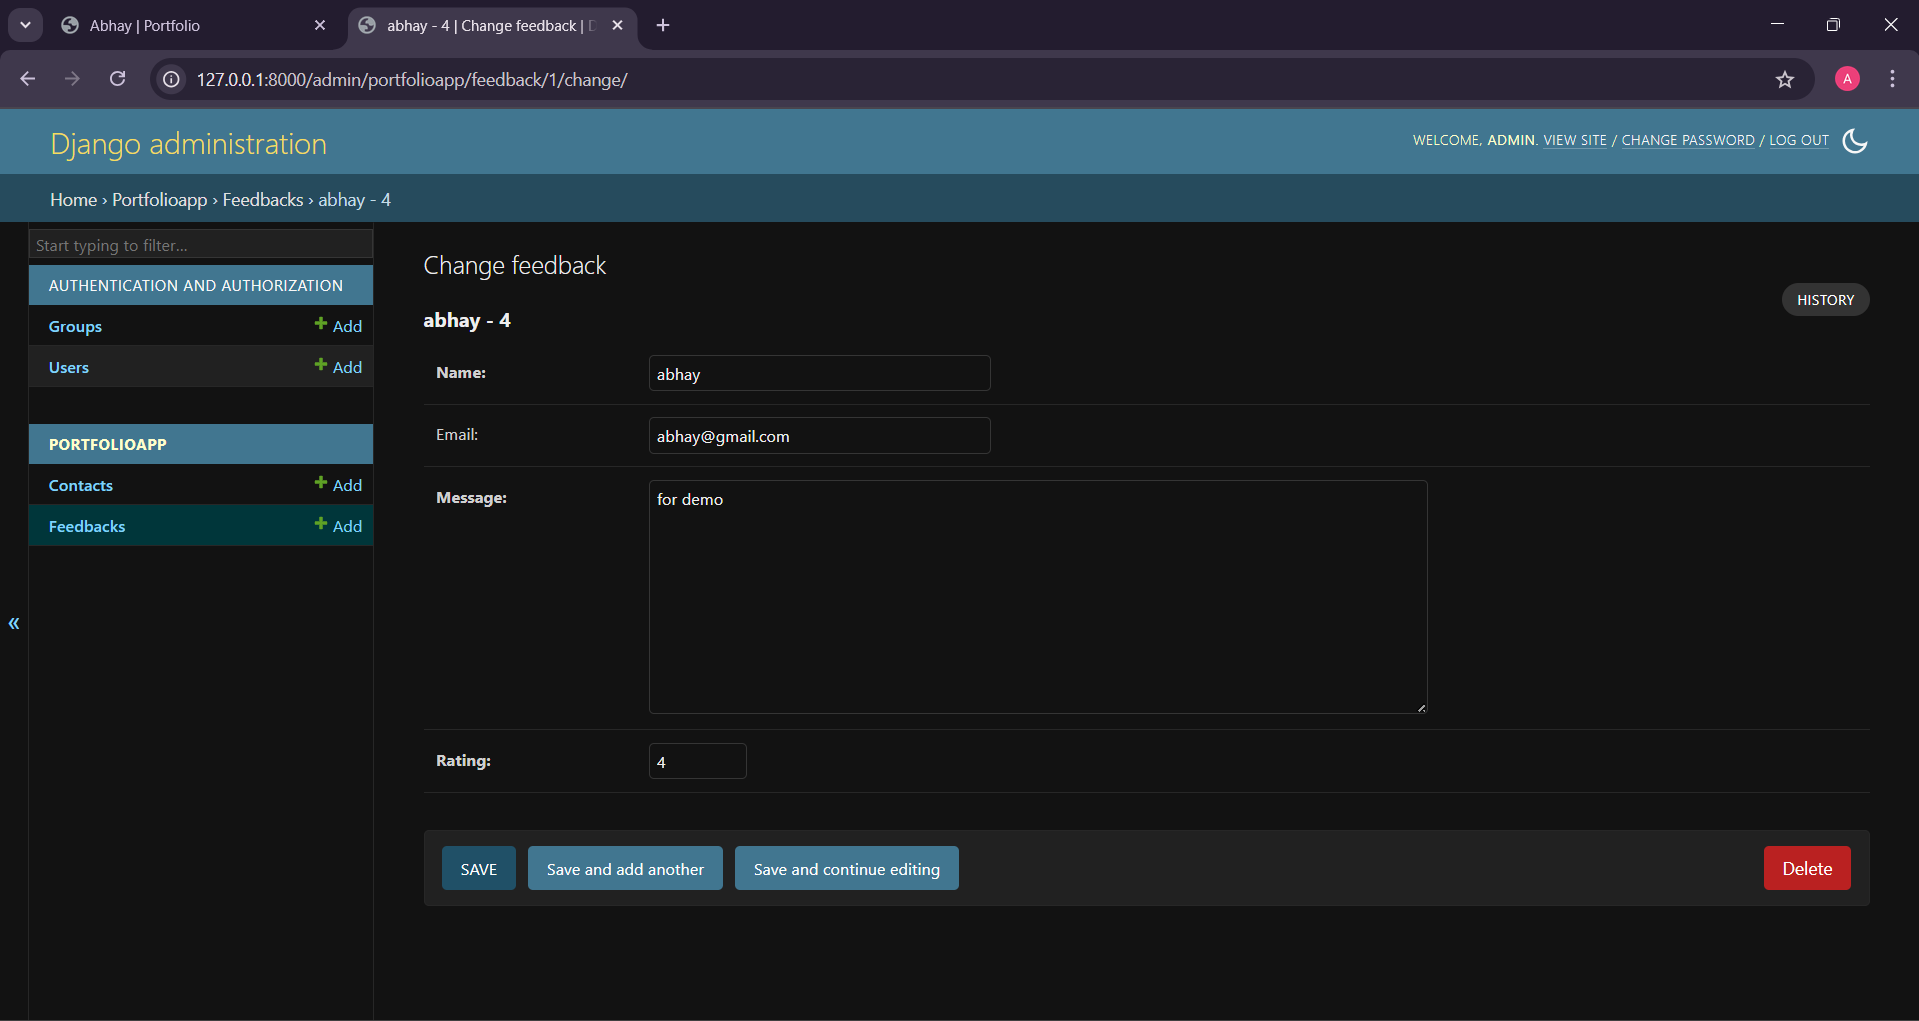 Abhay | Portfolio
abhay - 4 | Change feedback |
127.0.0.1:8000/admin/portfolioapp/feedback/1/change/
A
Django administration
WELCOME, ADMIN. VIEW SITE / CHANGE PASSWORD / LOG OUT
Home › Portfolioapp › Feedbacks › abhay - 4
Start typing to filter...
AUTHENTICATION AND AUTHORIZATION
Groups + Add
Users + Add
PORTFOLIOAPP
Contacts + Add
Feedbacks + Add
«
Change feedback
HISTORY
abhay - 4
Name: abhay
Email: abhay@gmail.com
Message: for demo
Rating: 4
SAVE Save and add another Save and continue editing Delete